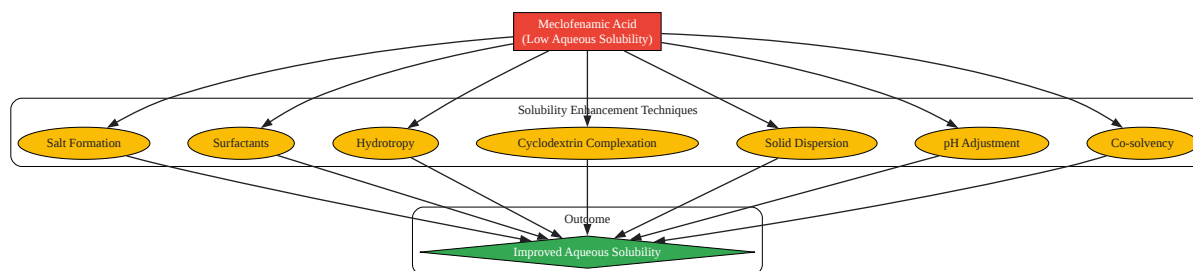 Meclofenamic Acid
(Low Aqueous Solubility)
Solubility Enhancement Techniques
Salt Formation
Surfactants
Hydrotropy
Cyclodextrin Complexation
Solid Dispersion
pH Adjustment
Co-solvency
Outcome
Improved Aqueous Solubility